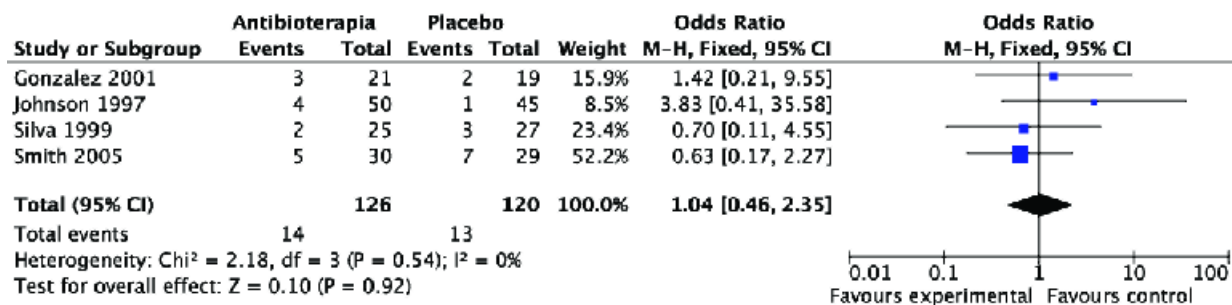 Antibioterapia Placebo Odds Ratio Odds Ratio
Study or Subgroup Events Total Events Total Weight M-H, Fixed, 95% CI M-H, Fixed, 95% CI
Gonzalez 2001 3 21 2 19 15.9% 1.42 [0.21, 9.55]
Johnson 1997 4 50 1 45 8.5% 3.83 [0.41, 35.58]
Silva 1999 2 25 3 27 23.4% 0.70 [0.11, 4.55]
Smith 2005 5 30 7 29 52.2% 0.63 [0.17, 2.27]
Total (95% CI) 126 120 100.0% 1.04 [0.46, 2.35]
Total events 14 13
Heterogeneity: Chi² = 2.18, df = 3 (P = 0.54); I² = 0%
Test for overall effect: Z = 0.10 (P = 0.92)
0.01 0.1 1 10 100
Favours experimental Favours control